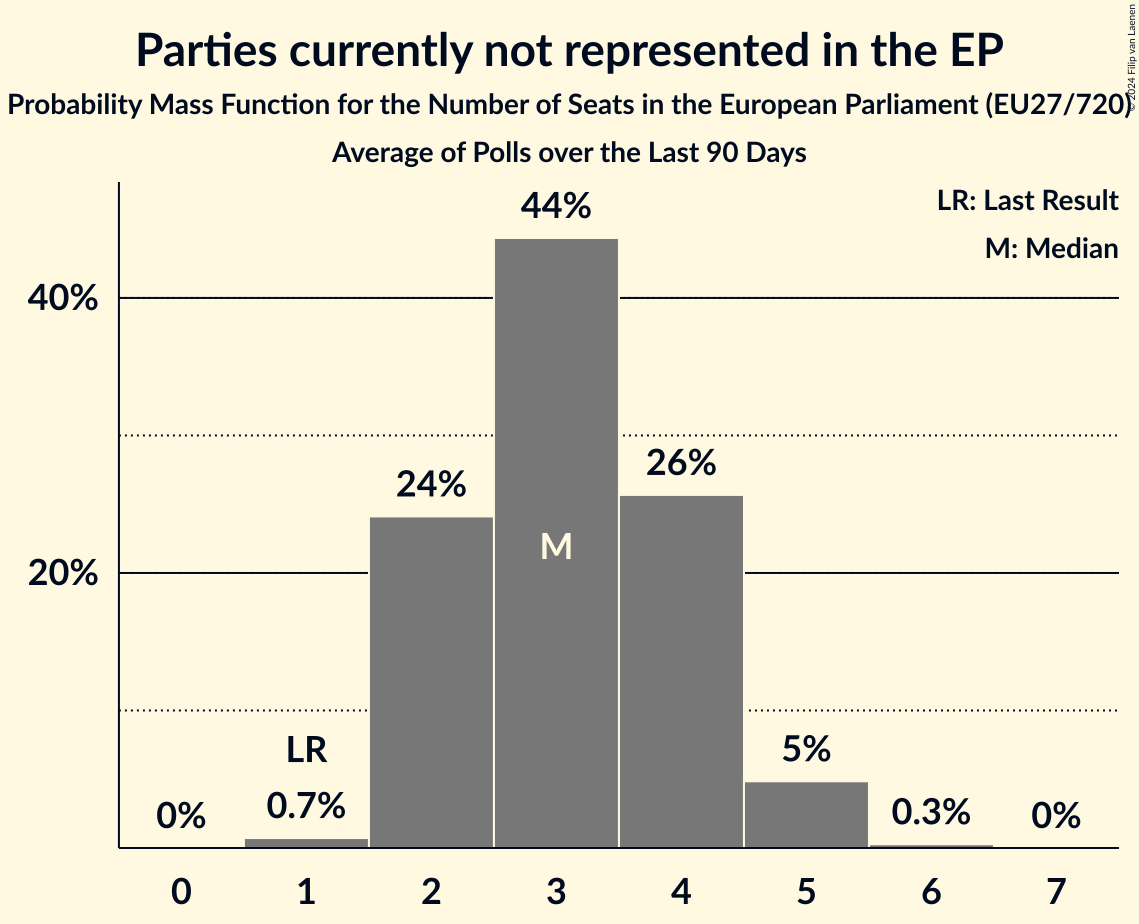 Parties currently not represented in the EP
Probability Mass Function for the Number of Seats in the European Parliament (EU27/720)
Average of Polls over the Last 90 Days
© 2024 Filip van Laenen
LR: Last Result
M: Median
40%
20%
0%
LR
0.7%
24%
44%
M
26%
5%
0.3%
0%
0 1 2 3 4 5 6 7